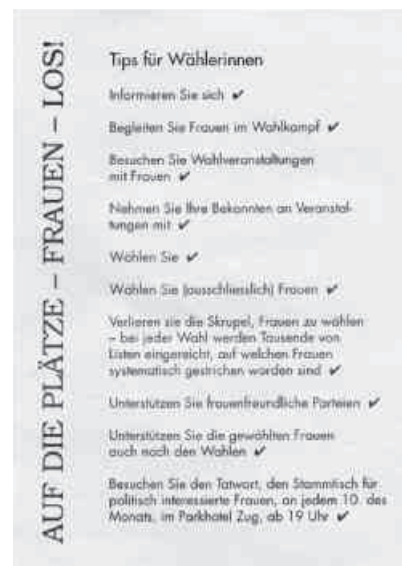 AUF DIE PLÄTZE – FRAUEN – LOS!
Tips für Wählerinnen
Informieren Sie sich ✔
Begleiten Sie Frauen im Wahlkampf ✔
Besuchen Sie Wahlveranstaltungen
mit Frauen ✔
Nehmen Sie Ihre Bekannten an Veranstal-
tungen mit ✔
Wählen Sie ✔
Wählen Sie (ausschliesslich) Frauen ✔
Verlieren sie die Skrupel, Frauen zu wählen
– bei jeder Wahl werden Tausende von
Listen eingereicht, auf welchen Frauen
systematisch gestrichen worden sind ✔
Unterstützen Sie frauenfreundliche Parteien ✔
Unterstützen Sie die gewählten Frauen
auch nach den Wahlen ✔
Besuchen Sie den Tatwort, den Stammtisch für
politisch interessierte Frauen, an jedem 10. des
Monats, im Parkhotel Zug, ab 19 Uhr ✔